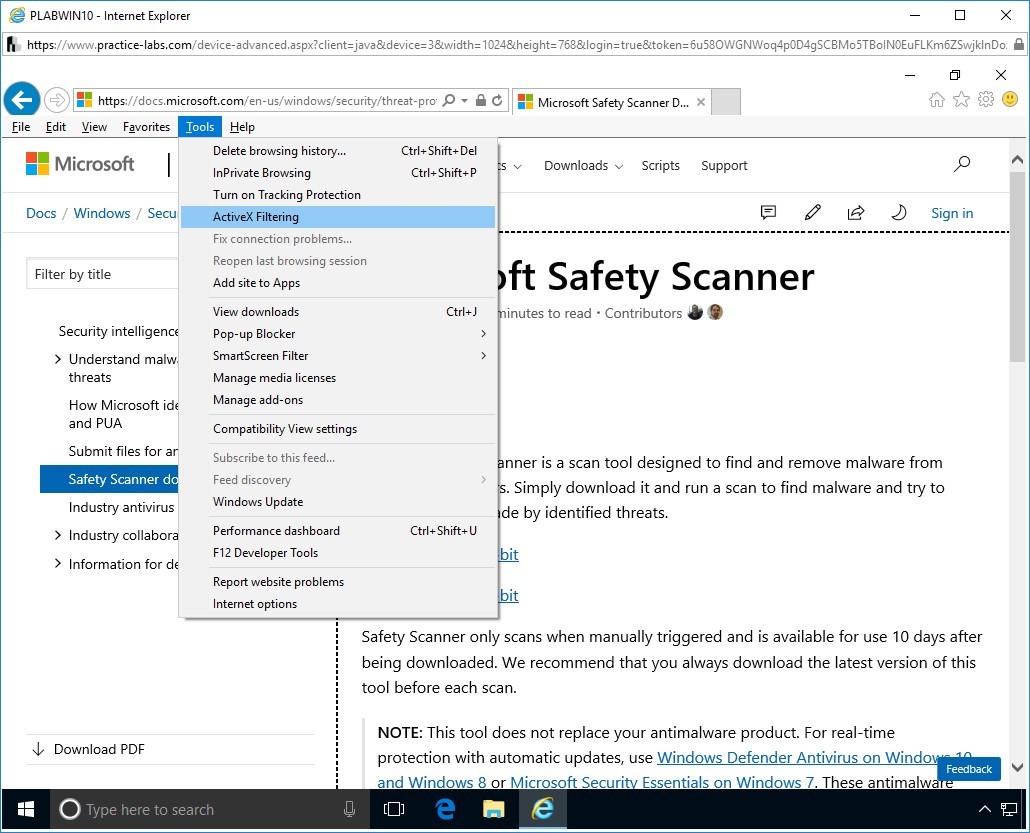 PLABWIN10 - Internet Explorer
https://www.practice-labs.com/device-advanced.aspx?client=java&device=3&width=1024&height=768&login=true&token=
https://docs.microsoft.com/en-us/windows/security/threat-pro
Microsoft Safety Scanner D...
File Edit View Favorites Tools Help
Microsoft
Downloads Scripts Support
Docs / Windows / Secu
Sign in
Filter by title
Delete browsing history... Ctrl+Shift+Del
InPrivate Browsing Ctrl+Shift+P
Turn on Tracking Protection
ActiveX Filtering
Fix connection problems...
Reopen last browsing session
Add site to Apps
View downloads Ctrl+J
Pop-up Blocker
SmartScreen Filter
Manage media licenses
Manage add-ons
Compatibility View settings
Subscribe to this feed...
Feed discovery
Windows Update
Performance dashboard Ctrl+Shift+U
F12 Developer Tools
Report website problems
Internet options
Security intelligence
Understand malwa
threats
How Microsoft ide
and PUA
Submit files for an
Safety Scanner do
Industry antivirus
Industry collabora
Information for de
Download PDF
oft Safety Scanner
minutes to read • Contributors
anner is a scan tool designed to find and remove malware from
rs. Simply download it and run a scan to find malware and try to
ade by identified threats.
bit
bit
Safety Scanner only scans when manually triggered and is available for use 10 days after
being downloaded. We recommend that you always download the latest version of this
tool before each scan.
NOTE: This tool does not replace your antimalware product. For real-time
protection with automatic updates, use Windows Defender Antivirus on Windows 10
and Windows 8 or Microsoft Security Essentials on Windows 7. These antimalware
Feedback
Type here to search